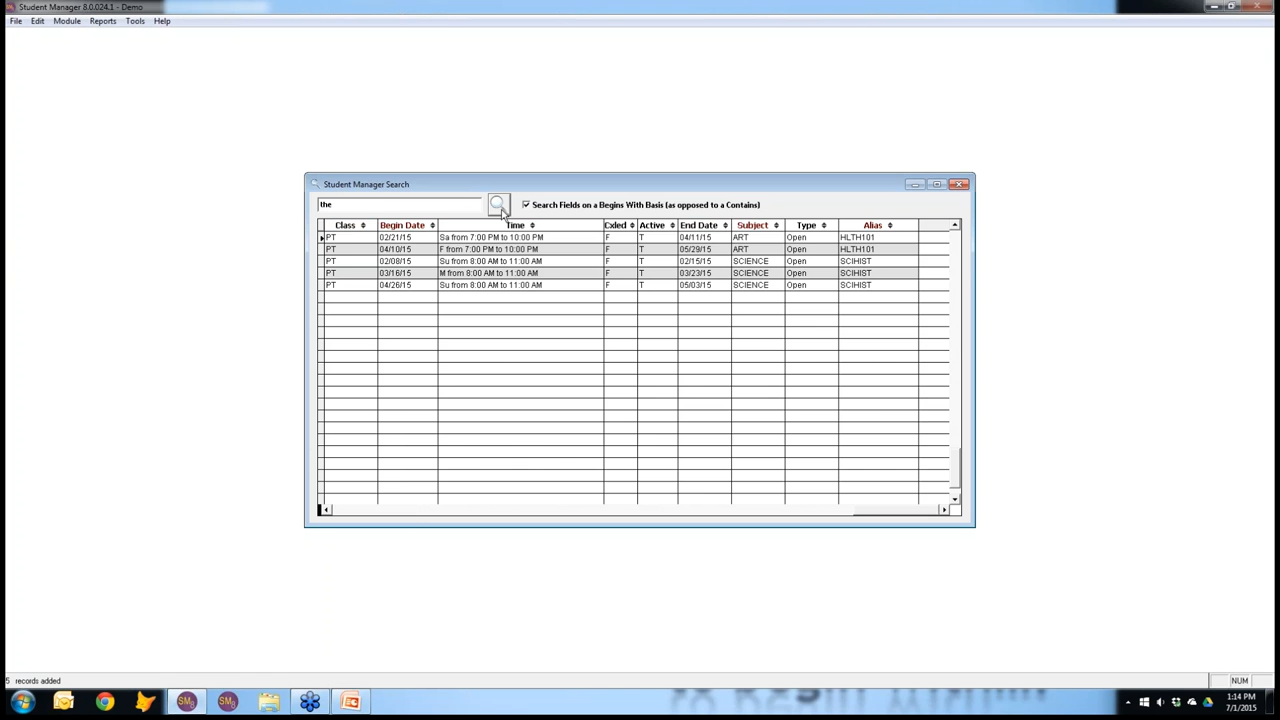 Student Manager 8.0.024.1 - Demo
File Edit Module Reports Tools Help
Student Manager Search
the Search Fields on a Begins With Basis (as opposed to a Contains)
Class Begin Date Time Cxled Active End Date Subject Type Alias
PT 02/21/15 Sa from 7:00 PM to 10:00 PM F T 04/11/15 ART Open HLTH101
PT 04/10/15 F from 7:00 PM to 10:00 PM F T 05/29/15 ART Open HLTH101
PT 02/08/15 Su from 8:00 AM to 11:00 AM F T 02/15/15 SCIENCE Open SCIHIST
PT 03/16/15 M from 8:00 AM to 11:00 AM F T 03/23/15 SCIENCE Open SCIHIST
PT 04/26/15 Su from 8:00 AM to 11:00 AM F T 05/03/15 SCIENCE Open SCIHIST
5 records added NUM
1:14 PM
7/1/2015